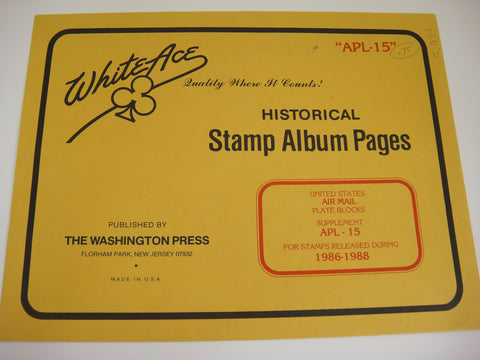 "APL-15"
.75
White Ace
Quality Where It Counts!
HISTORICAL
Stamp Album Pages
UNITED STATES
AIR MAIL
PLATE BLOCKS
SUPPLEMENT
APL - 15
FOR STAMPS RELEASED DURING
1986-1988
PUBLISHED BY
THE WASHINGTON PRESS
FLORHAM PARK, NEW JERSEY 07932
MADE IN U.S.A.